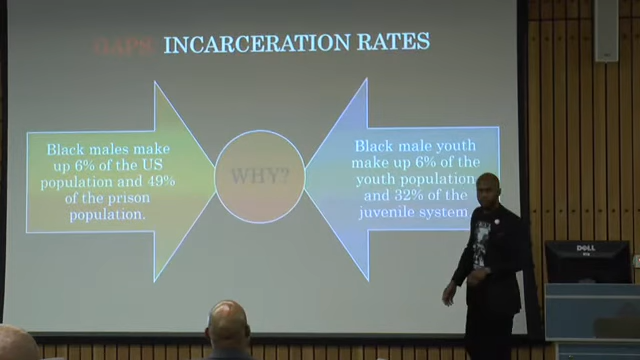 GAPS: INCARCERATION RATES
Black males make
up 6% of the US
population and 49%
of the prison
population.
WHY?
Black male youth
make up 6% of the
youth population
and 32% of the
juvenile system
DELL